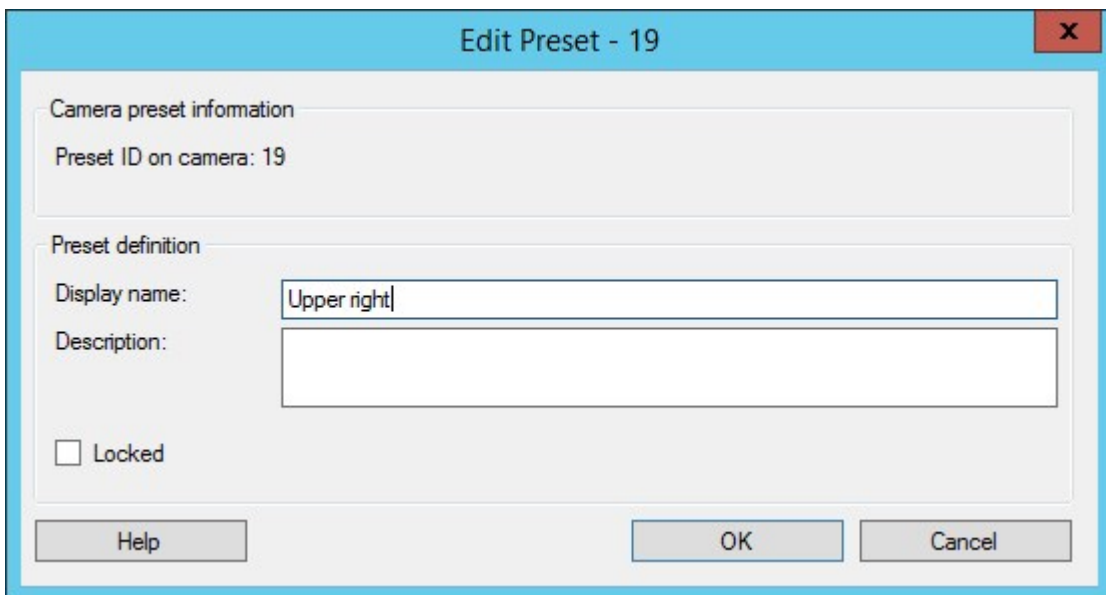 Edit Preset - 19
x
Camera preset information
Preset ID on camera: 19
Preset definition
Display name:
Upper right
Description:
Locked
Help
OK
Cancel